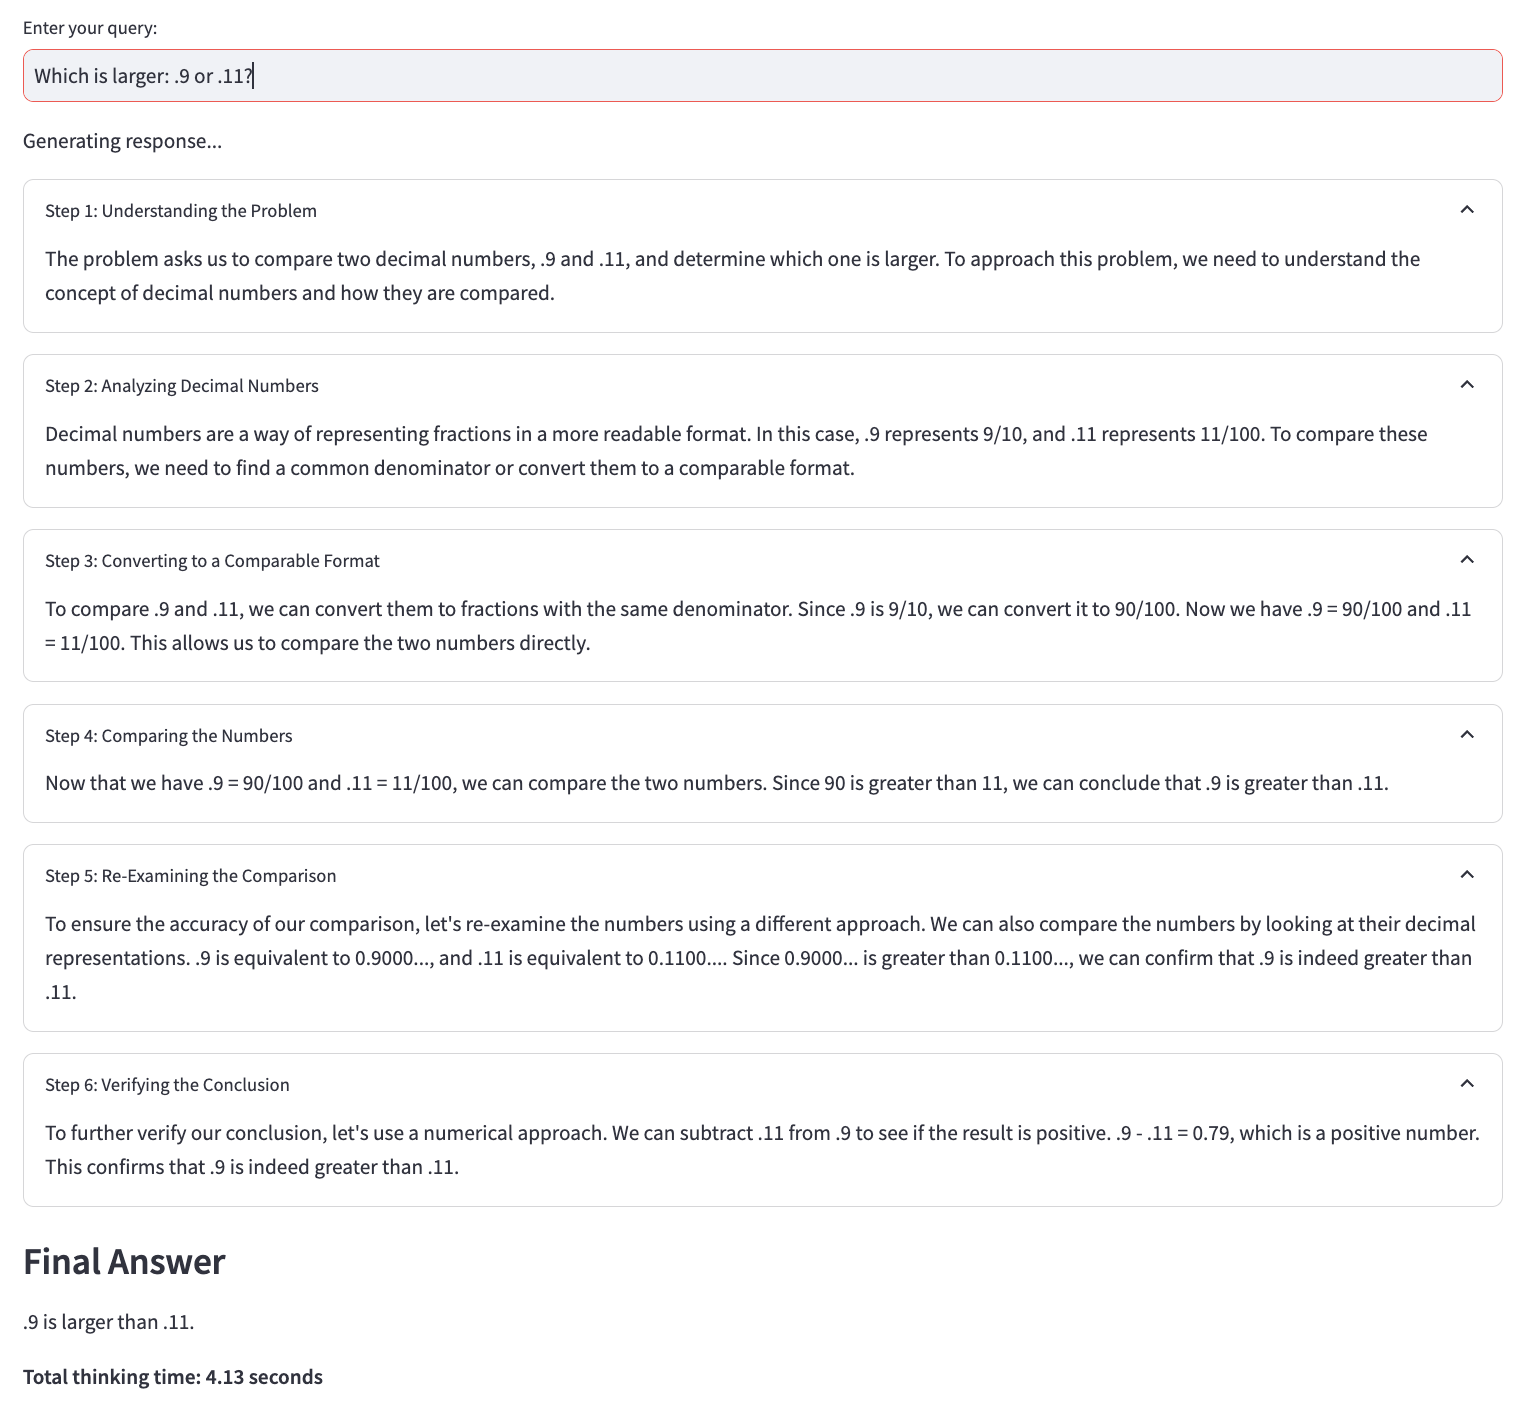 Enter your query:
Which is larger: .9 or .11?
Generating response...
Step 1: Understanding the Problem
The problem asks us to compare two decimal numbers, .9 and .11, and determine which one is larger. To approach this problem, we need to understand the
concept of decimal numbers and how they are compared.
Step 2: Analyzing Decimal Numbers
Decimal numbers are a way of representing fractions in a more readable format. In this case, .9 represents 9/10, and .11 represents 11/100. To compare these
numbers, we need to find a common denominator or convert them to a comparable format.
Step 3: Converting to a Comparable Format
To compare .9 and .11, we can convert them to fractions with the same denominator. Since .9 is 9/10, we can convert it to 90/100. Now we have .9 = 90/100 and .11
= 11/100. This allows us to compare the two numbers directly.
Step 4: Comparing the Numbers
Now that we have .9 = 90/100 and .11 = 11/100, we can compare the two numbers. Since 90 is greater than 11, we can conclude that .9 is greater than .11.
Step 5: Re-Examining the Comparison
To ensure the accuracy of our comparison, let's re-examine the numbers using a different approach. We can also compare the numbers by looking at their decimal
representations. .9 is equivalent to 0.9000..., and .11 is equivalent to 0.1100.... Since 0.9000... is greater than 0.1100..., we can confirm that .9 is indeed greater than
.11.
Step 6: Verifying the Conclusion
To further verify our conclusion, let's use a numerical approach. We can subtract .11 from .9 to see if the result is positive. .9 - .11 = 0.79, which is a positive number.
This confirms that .9 is indeed greater than .11.
Final Answer
.9 is larger than .11.
Total thinking time: 4.13 seconds